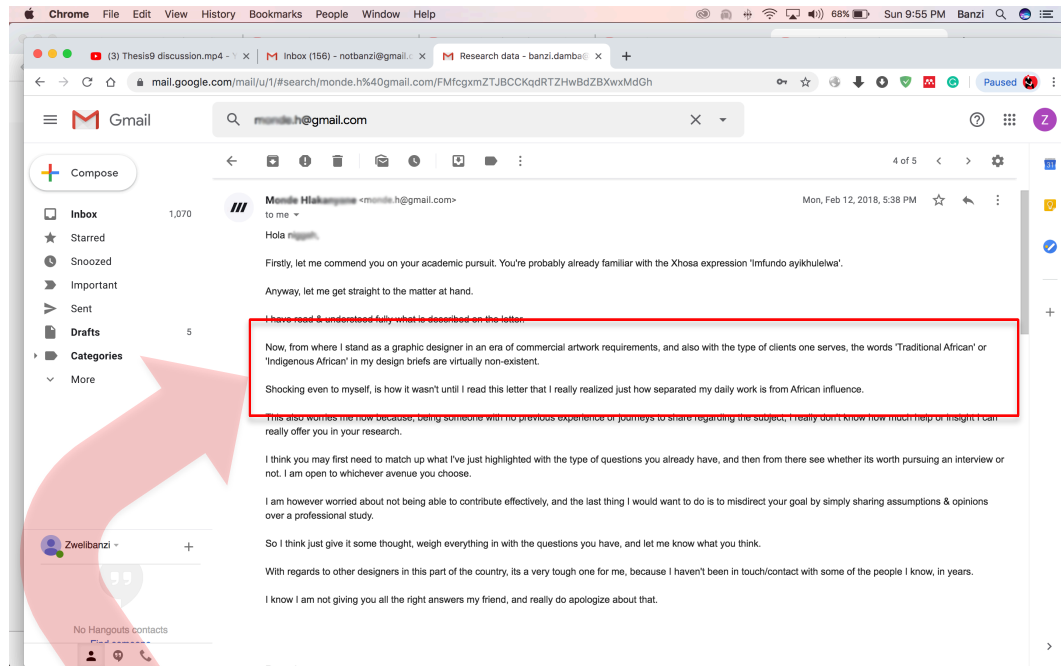 Chrome File Edit View History Bookmarks People Window Help 68% Sun 9:55 PM Banzi
(3) Thesis9 discussion.mp4 - Y Inbox (156) - notbanzi@gmail.c Research data - banzi.damba@
mail.google.com/mail/u/1/#search/monde.h%40gmail.com/FMfcgxmZTJBCCKqdRTZHwBdZBXwxMdGh Paused
Gmail monde.h@gmail.com Z
Compose 4 of 5 31
Monde Hlakanyane <monde.h@gmail.com> Mon, Feb 12, 2018, 5:38 PM
to me
Inbox 1,070
Starred
Snoozed
Important
Sent
Drafts 5
Categories
More
Hola
Firstly, let me commend you on your academic pursuit. You're probably already familiar with the Xhosa expression 'Imfundo ayikhulelwa'.
Anyway, let me get straight to the matter at hand.
I have read & understood fully what is described on the letter.
Now, from where I stand as a graphic designer in an era of commercial artwork requirements, and also with the type of clients one serves, the words 'Traditional African' or
'Indigenous African' in my design briefs are virtually non-existent.
Shocking even to myself, is how it wasn't until I read this letter that I really realized just how separated my daily work is from African influence.
This also worries me now because, being someone with no previous experience or journeys to share regarding the subject, I really don't know how much help or insight I can
really offer you in your research.
I think you may first need to match up what I've just highlighted with the type of questions you already have, and then from there see whether its worth pursuing an interview or
not. I am open to whichever avenue you choose.
I am however worried about not being able to contribute effectively, and the last thing I would want to do is to misdirect your goal by simply sharing assumptions & opinions
over a professional study.
So I think just give it some thought, weigh everything in with the questions you have, and let me know what you think.
With regards to other designers in this part of the country, its a very tough one for me, because I haven't been in touch/contact with some of the people I know, in years.
I know I am not giving you all the right answers my friend, and really do apologize about that.
Zwelibanzi
No Hangouts contacts
Find someone